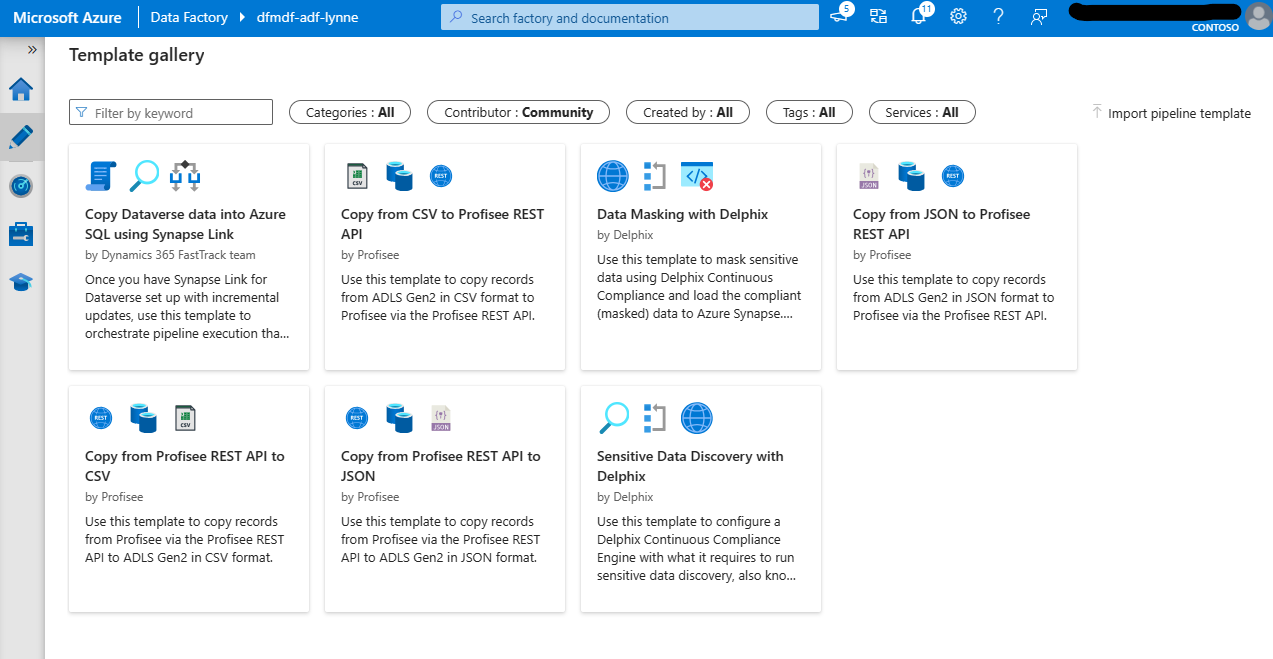 Microsoft Azure
Data Factory
dfmdf-adf-lynne
Search factory and documentation
5
11
CONTOSO
Template gallery
Filter by keyword
Categories : All
Contributor : Community
Created by : All
Tags : All
Services : All
Import pipeline template
Copy Dataverse data into Azure
SQL using Synapse Link
by Dynamics 365 FastTrack team
Once you have Synapse Link for
Dataverse set up with incremental
updates, use this template to
orchestrate pipeline execution tha...
CSV
REST
Copy from CSV to Profisee REST
API
by Profisee
Use this template to copy records
from ADLS Gen2 in CSV format to
Profisee via the Profisee REST API.
Data Masking with Delphix
by Delphix
Use this template to mask sensitive
data using Delphix Continuous
Compliance and load the compliant
(masked) data to Azure Synapse....
JSON
REST
Copy from JSON to Profisee
REST API
by Profisee
Use this template to copy records
from ADLS Gen2 in JSON format to
Profisee via the Profisee REST API.
REST
CSV
Copy from Profisee REST API to
CSV
by Profisee
Use this template to copy records
from Profisee via the Profisee REST
API to ADLS Gen2 in CSV format.
REST
JSON
Copy from Profisee REST API to
JSON
by Profisee
Use this template to copy records
from Profisee via the Profisee REST
API to ADLS Gen2 in JSON format.
Sensitive Data Discovery with
Delphix
by Delphix
Use this template to configure a
Delphix Continuous Compliance
Engine with what it requires to run
sensitive data discovery, also kno...